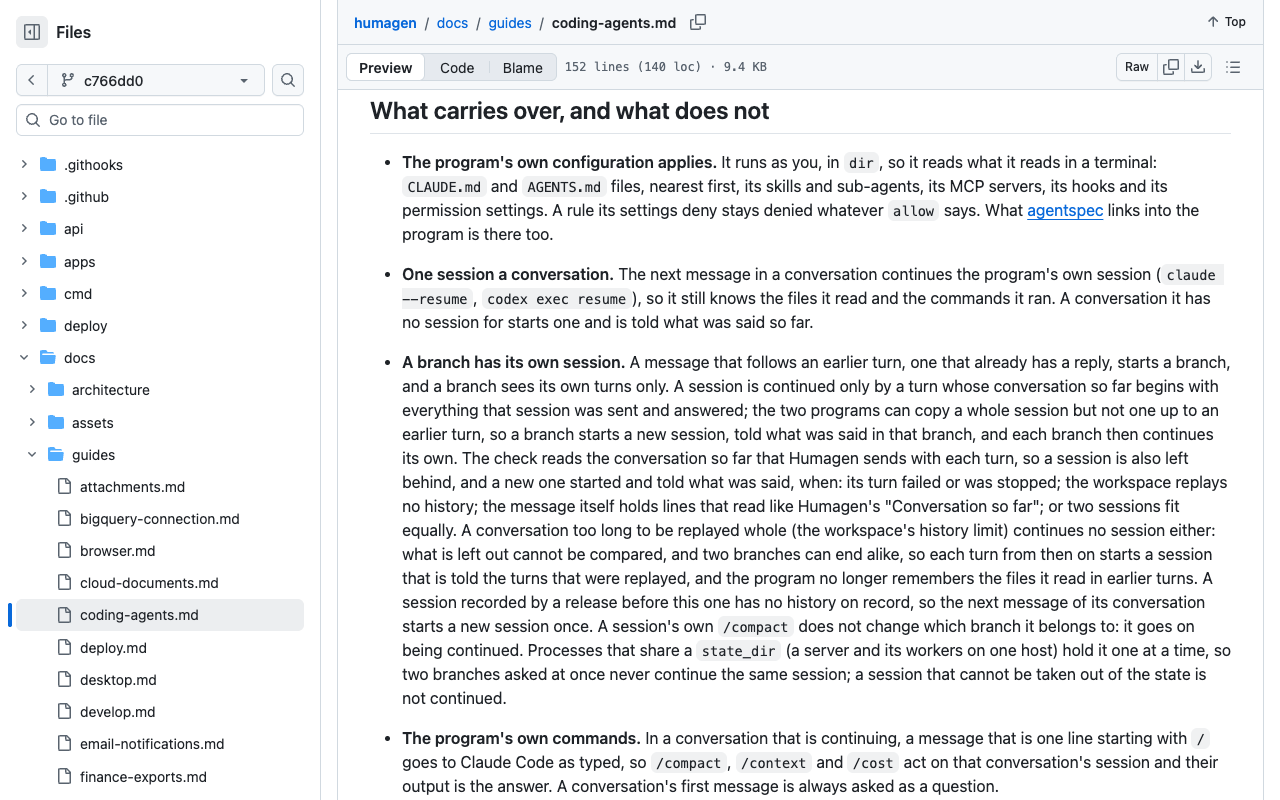 Files
c766dd0
Go to file
.githooks
.github
api
apps
cmd
deploy
docs
architecture
assets
guides
attachments.md
bigquery-connection.md
browser.md
cloud-documents.md
coding-agents.md
deploy.md
desktop.md
develop.md
email-notifications.md
finance-exports.md
humagen / docs / guides / coding-agents.md
Top
Preview Code Blame 152 lines (140 loc) · 9.4 KB
Raw
What carries over, and what does not
• The program's own configuration applies. It runs as you, in dir, so it reads what it reads in a terminal:
CLAUDE.md and AGENTS.md files, nearest first, its skills and sub-agents, its MCP servers, its hooks and its
permission settings. A rule its settings deny stays denied whatever allow says. What agentspec links into the
program is there too.
• One session a conversation. The next message in a conversation continues the program's own session (claude
--resume, codex exec resume), so it still knows the files it read and the commands it ran. A conversation it has
no session for starts one and is told what was said so far.
• A branch has its own session. A message that follows an earlier turn, one that already has a reply, starts a branch,
and a branch sees its own turns only. A session is continued only by a turn whose conversation so far begins with
everything that session was sent and answered; the two programs can copy a whole session but not one up to an
earlier turn, so a branch starts a new session, told what was said in that branch, and each branch then continues
its own. The check reads the conversation so far that Humagen sends with each turn, so a session is also left
behind, and a new one started and told what was said, when: its turn failed or was stopped; the workspace replays
no history; the message itself holds lines that read like Humagen's "Conversation so far"; or two sessions fit
equally. A conversation too long to be replayed whole (the workspace's history limit) continues no session either:
what is left out cannot be compared, and two branches can end alike, so each turn from then on starts a session
that is told the turns that were replayed, and the program no longer remembers the files it read in earlier turns. A
session recorded by a release before this one has no history on record, so the next message of its conversation
starts a new session once. A session's own /compact does not change which branch it belongs to: it goes on
being continued. Processes that share a state_dir (a server and its workers on one host) hold it one at a time, so
two branches asked at once never continue the same session; a session that cannot be taken out of the state is
not continued.
• The program's own commands. In a conversation that is continuing, a message that is one line starting with /
goes to Claude Code as typed, so /compact, /context and /cost act on that conversation's session and their
output is the answer. A conversation's first message is always asked as a question.